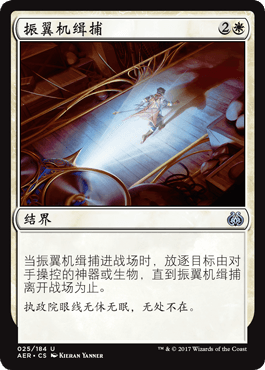 振翼机缉捕 2
结界
当振翼机缉捕进战场时，放逐目标由对
手操控的神器或生物，直到振翼机缉捕
离开战场为止。
执政院眼线无休无眠，无处不在。
025/184 U
AER • CS KIERAN YANNER
™ & © 2017 Wizards of the Coast